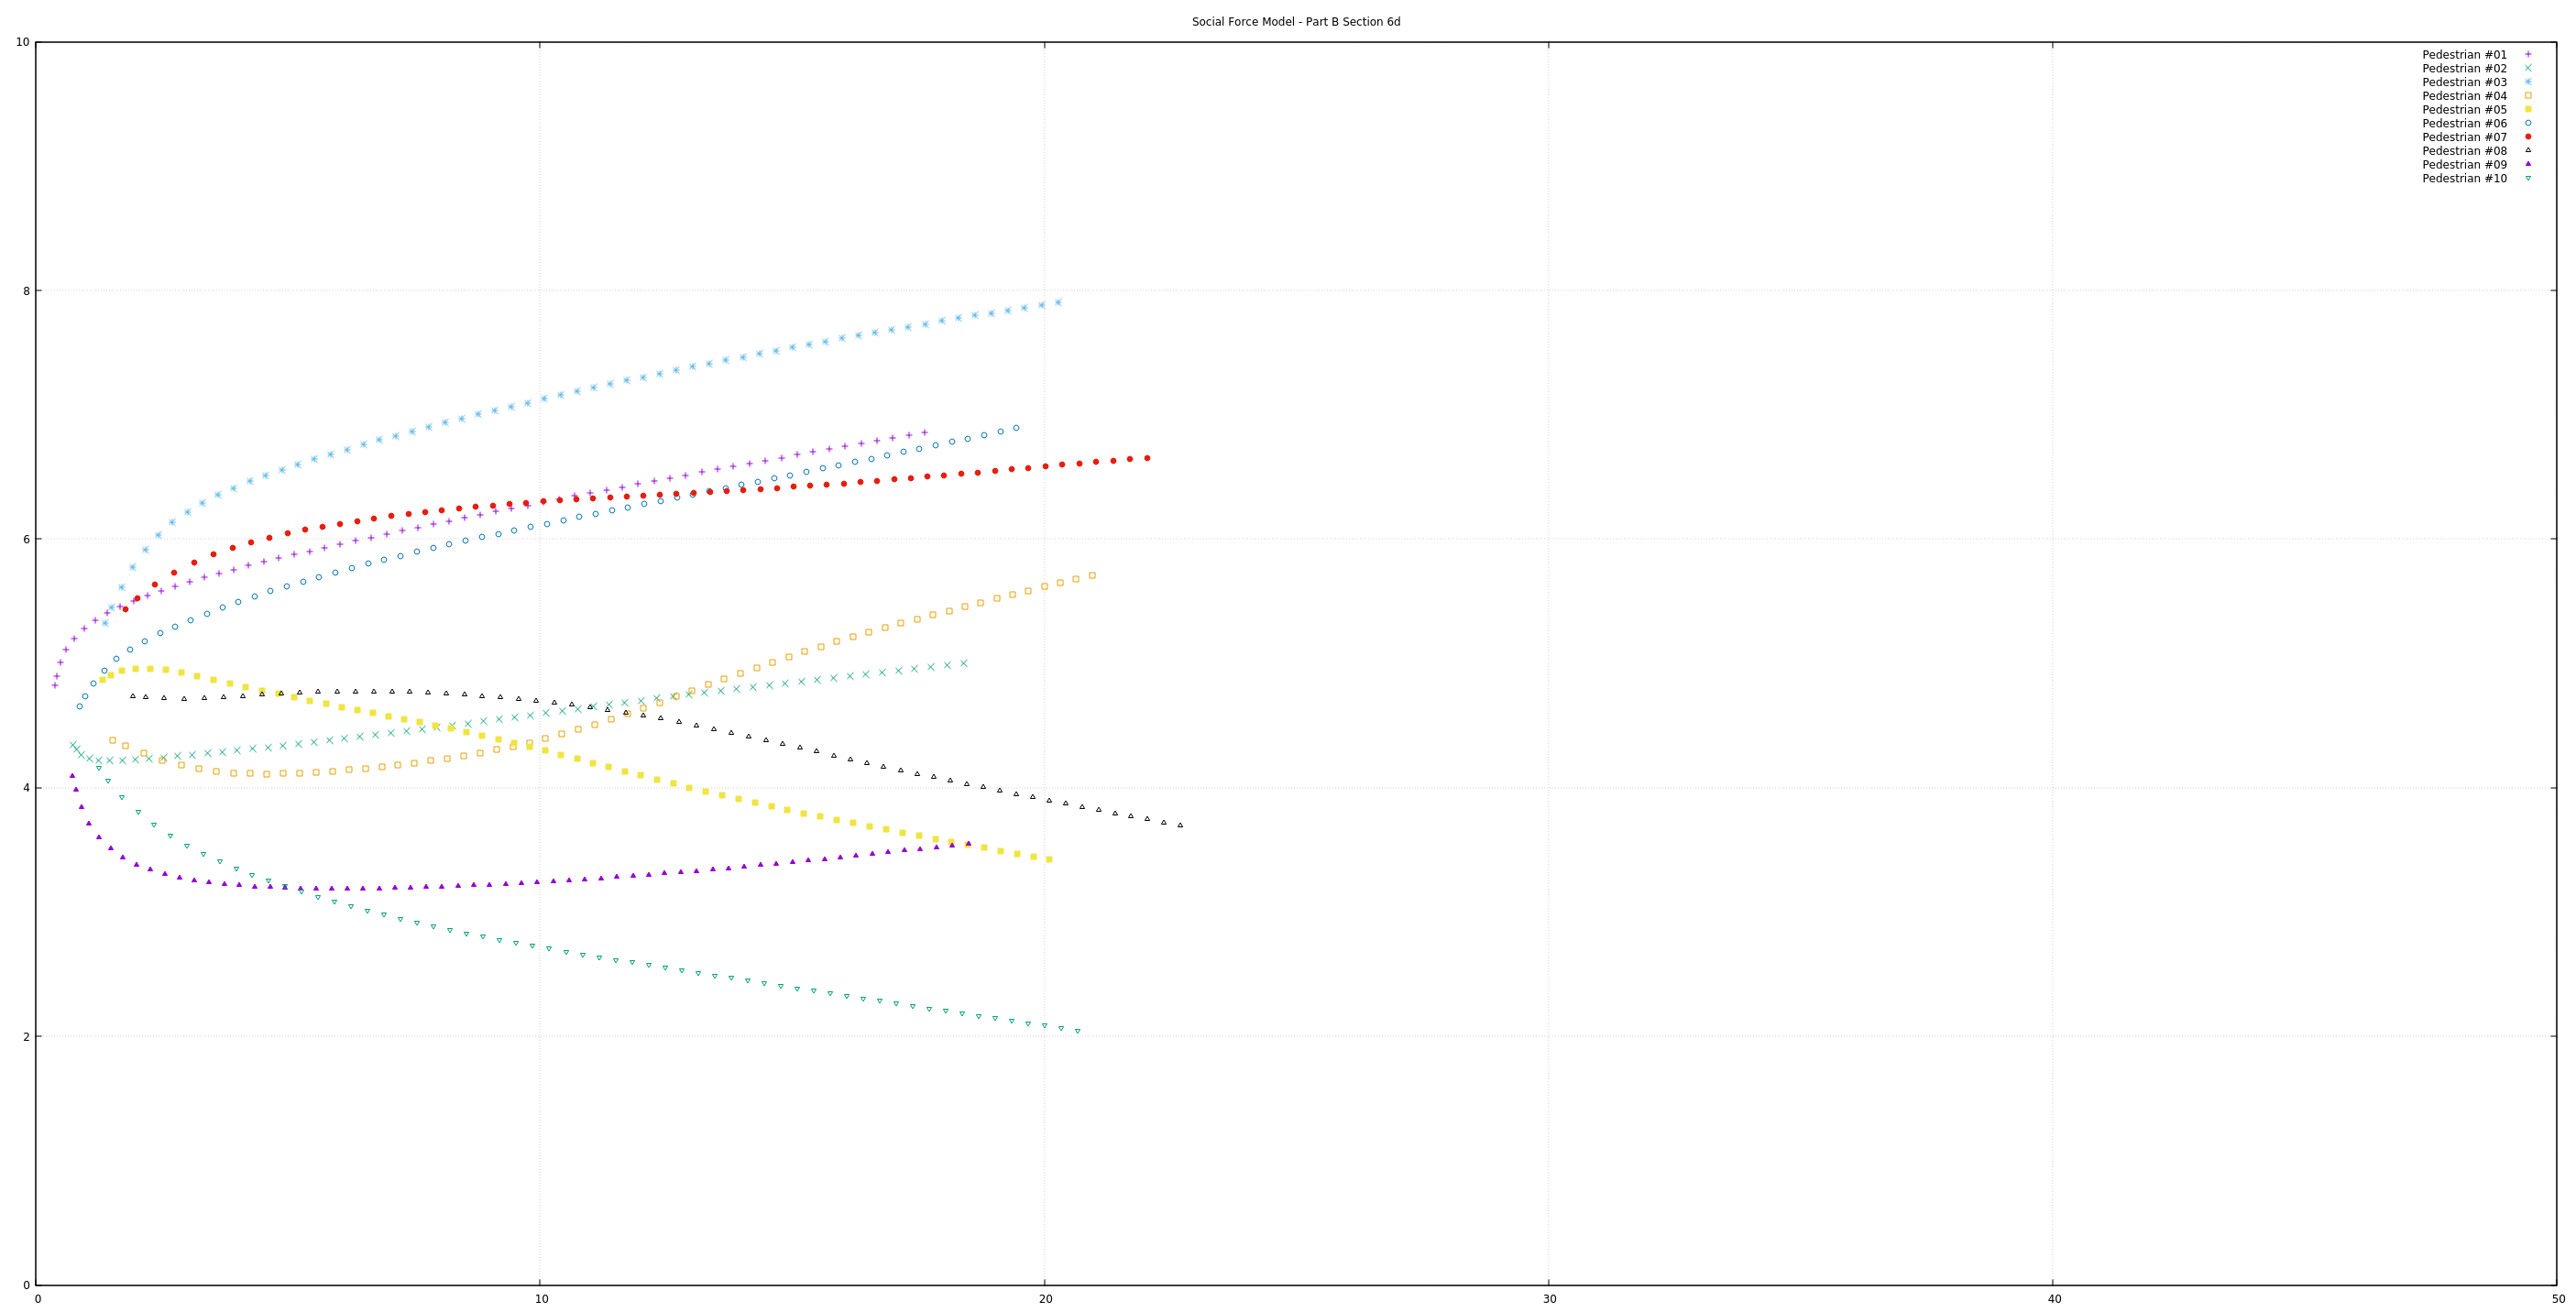 Social Force Model - Part B Section 6d
10
Pedestrian #01
Pedestrian #02
Pedestrian #03
Pedestrian #04
Pedestrian #05
Pedestrian #06
Pedestrian #07
Pedestrian #08
Pedestrian #09
Pedestrian #10
8
6
4
2
0
0 10 20 30 40 50